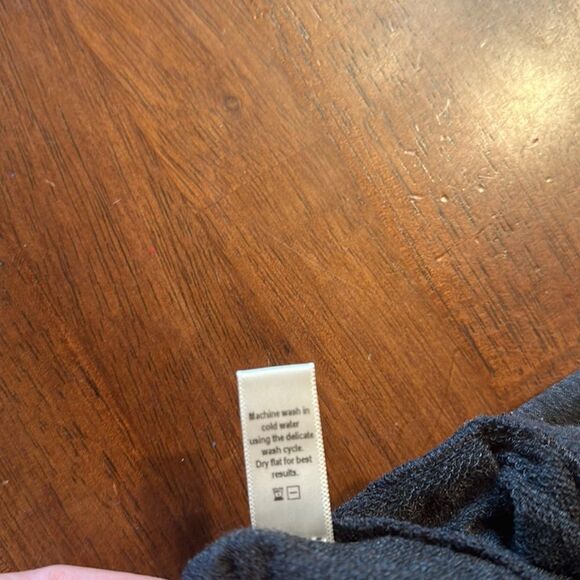 Machine wash in
cold water
using the delicate
wash cycle.
Dry flat for best
results.